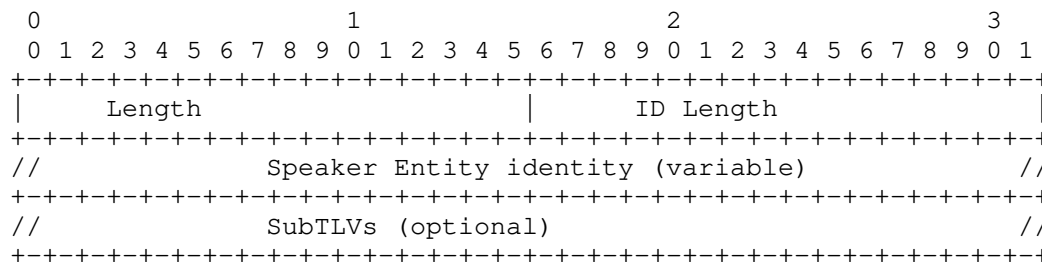 0                   1                   2                   3
 0 1 2 3 4 5 6 7 8 9 0 1 2 3 4 5 6 7 8 9 0 1 2 3 4 5 6 7 8 9 0 1
+-+-+-+-+-+-+-+-+-+-+-+-+-+-+-+-+-+-+-+-+-+-+-+-+-+-+-+-+-+-+-+-+
|     Length                    |      ID Length                |
+-+-+-+-+-+-+-+-+-+-+-+-+-+-+-+-+-+-+-+-+-+-+-+-+-+-+-+-+-+-+-+-+
//              Speaker Entity identity (variable)             //
+-+-+-+-+-+-+-+-+-+-+-+-+-+-+-+-+-+-+-+-+-+-+-+-+-+-+-+-+-+-+-+-+
//              SubTLVs (optional)                             //
+-+-+-+-+-+-+-+-+-+-+-+-+-+-+-+-+-+-+-+-+-+-+-+-+-+-+-+-+-+-+-+-+